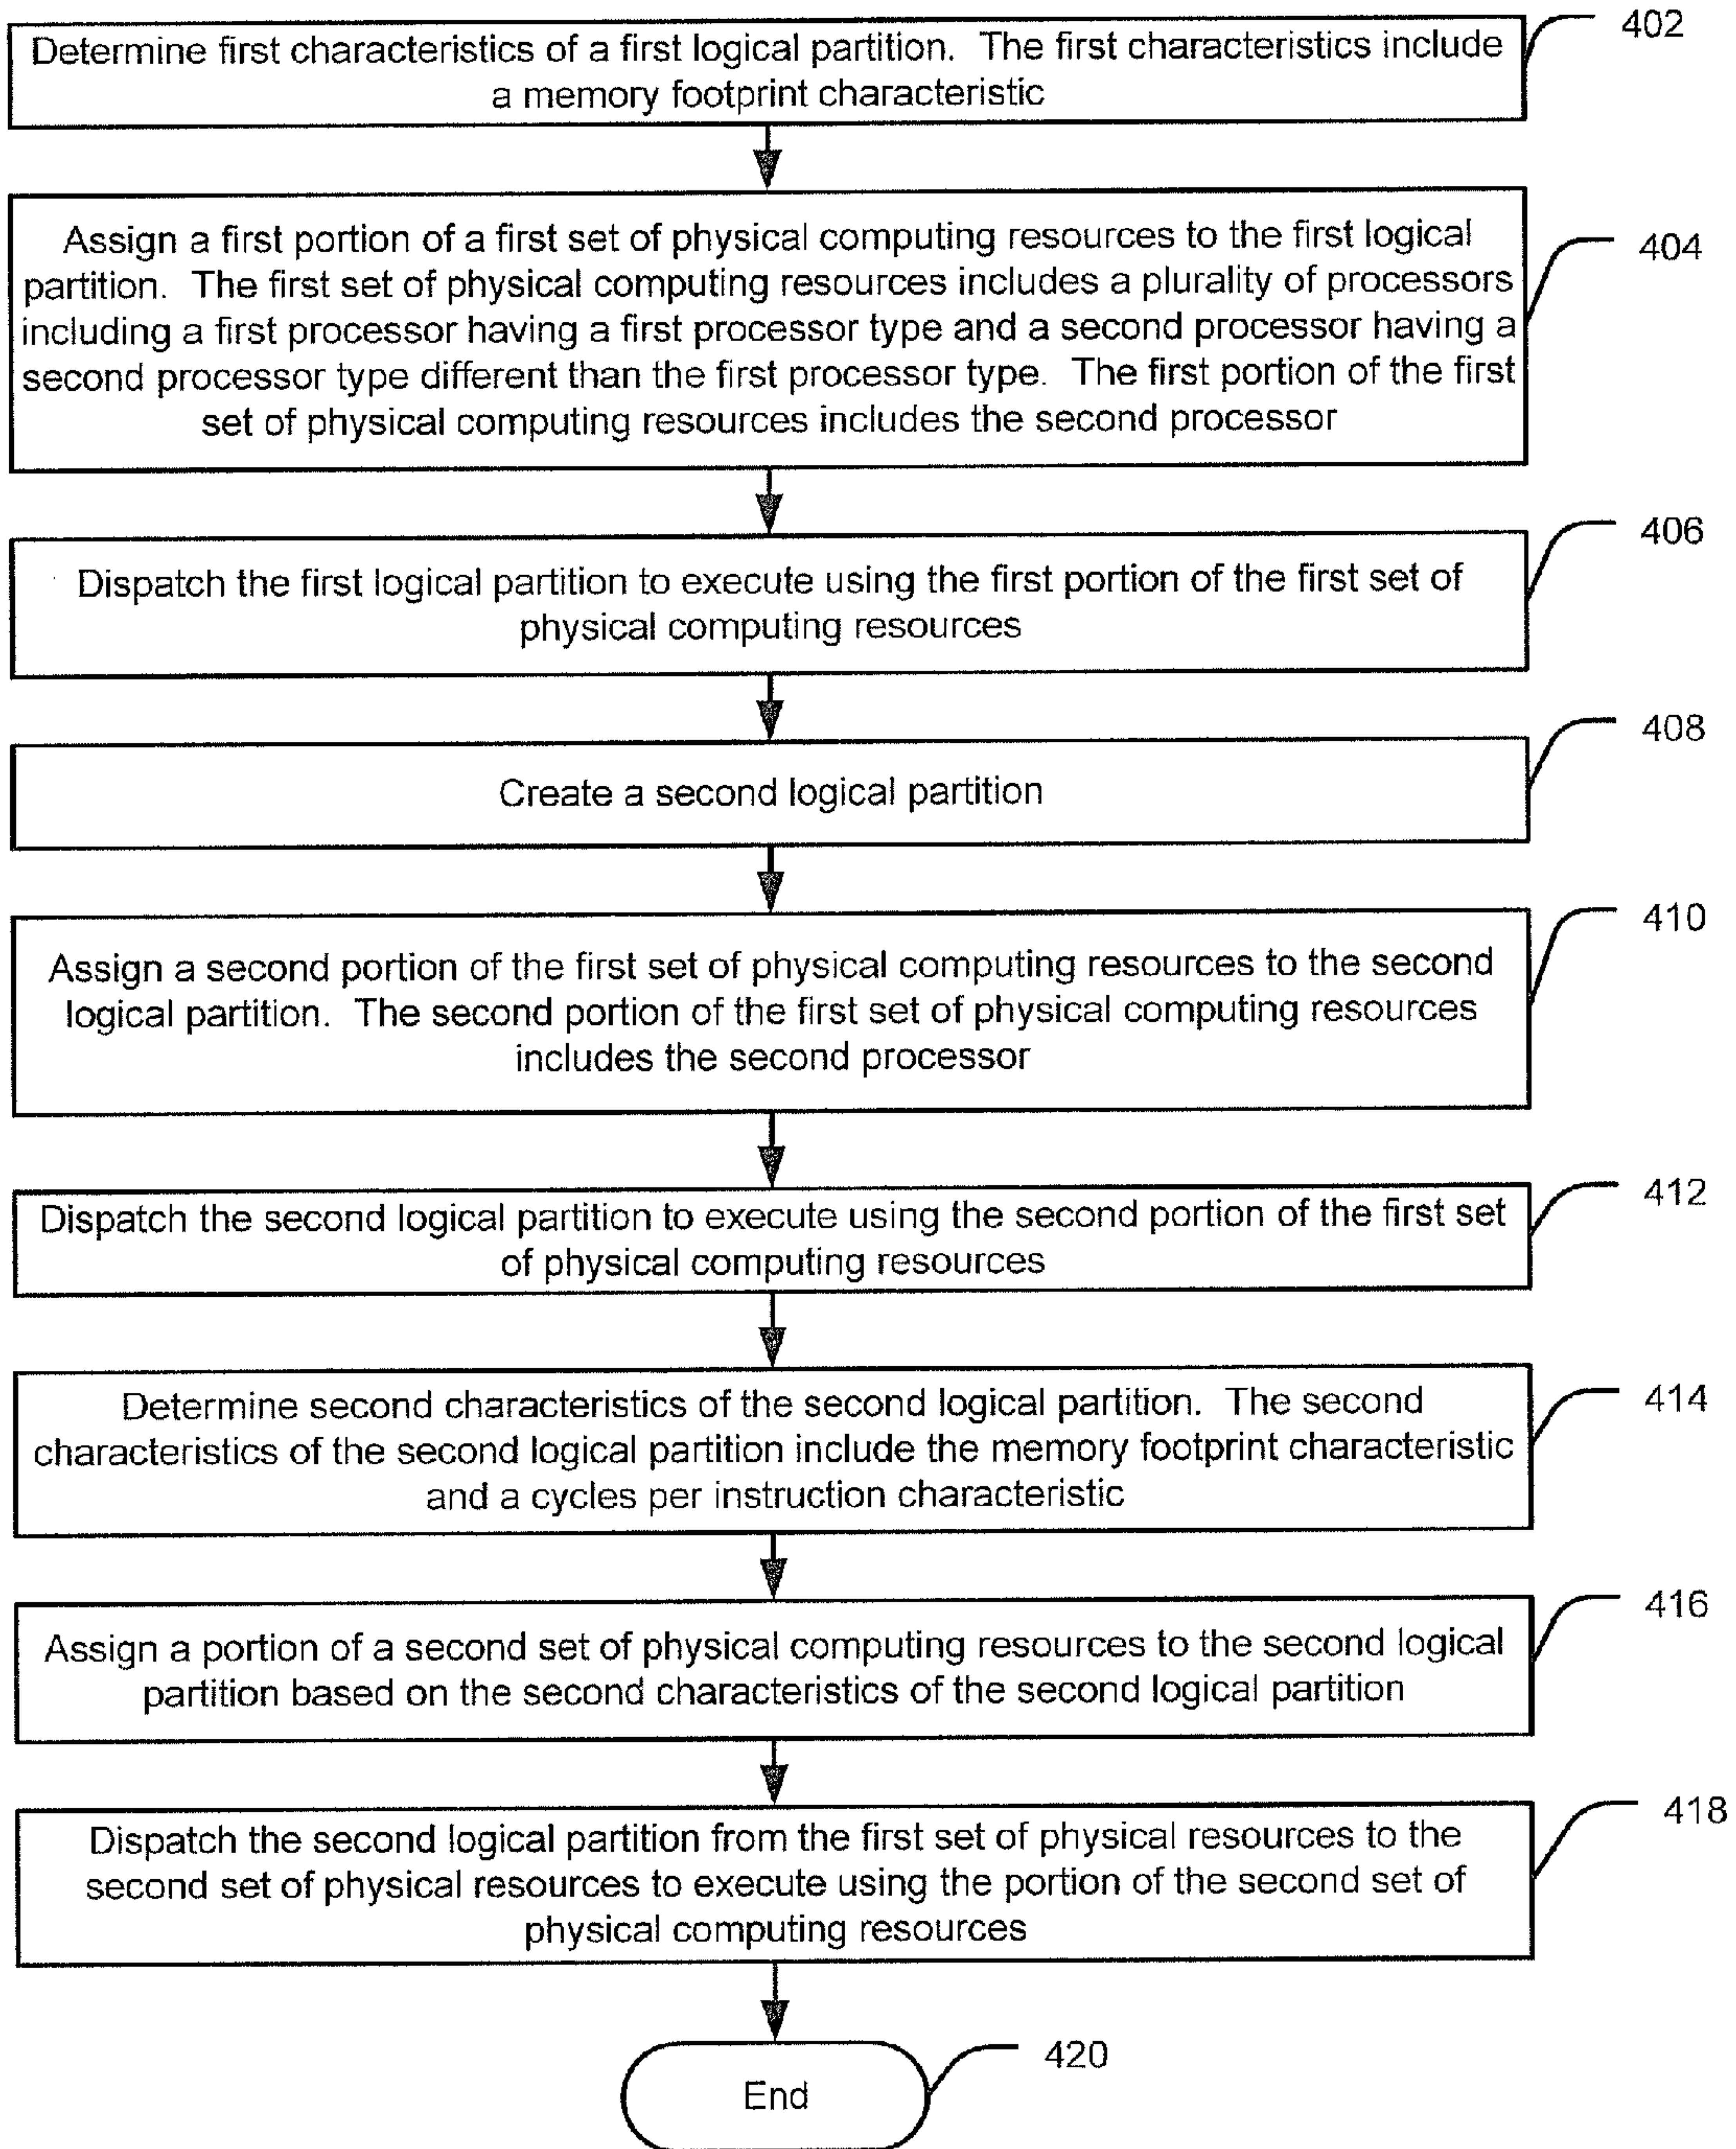 402
Determine first characteristics of a first logical partition.  The first characteristics include
a memory footprint characteristic
404
Assign a first portion of a first set of physical computing resources to the first logical
partition.  The first set of physical computing resources includes a plurality of processors
including a first processor having a first processor type and a second processor having a
second processor type different than the first processor type.  The first portion of the first
set of physical computing resources includes the second processor
406
Dispatch the first logical partition to execute using the first portion of the first set of
physical computing resources
408
Create a second logical partition
410
Assign a second portion of the first set of physical computing resources to the second
logical partition.  The second portion of the first set of physical computing resources
includes the second processor
412
Dispatch the second logical partition to execute using the second portion of the first set
of physical computing resources
414
Determine second characteristics of the second logical partition.  The second
characteristics of the second logical partition include the memory footprint characteristic
and a cycles per instruction characteristic
416
Assign a portion of a second set of physical computing resources to the second logical
partition based on the second characteristics of the second logical partition
418
Dispatch the second logical partition from the first set of physical resources to the
second set of physical resources to execute using the portion of the second set of
physical computing resources
420
End